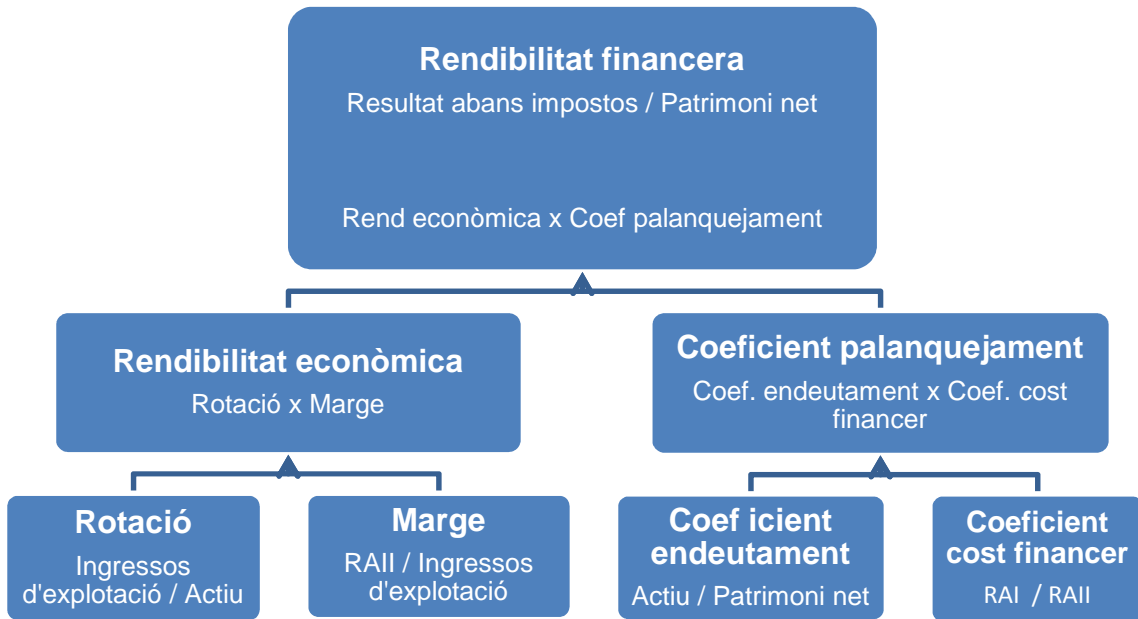 Rendibilitat financera
Resultat abans impostos / Patrimoni net
Rend econòmica x Coef palanquejament
Rendibilitat econòmica
Rotació x Marge
Coeficient palanquejament
Coef. endeutament x Coef. cost
financer
Rotació
Ingressos
d'explotació / Actiu
Marge
RAII / Ingressos
d'explotació
Coef icient
endeutament
Actiu / Patrimoni net
Coeficient
cost financer
RAI / RAII